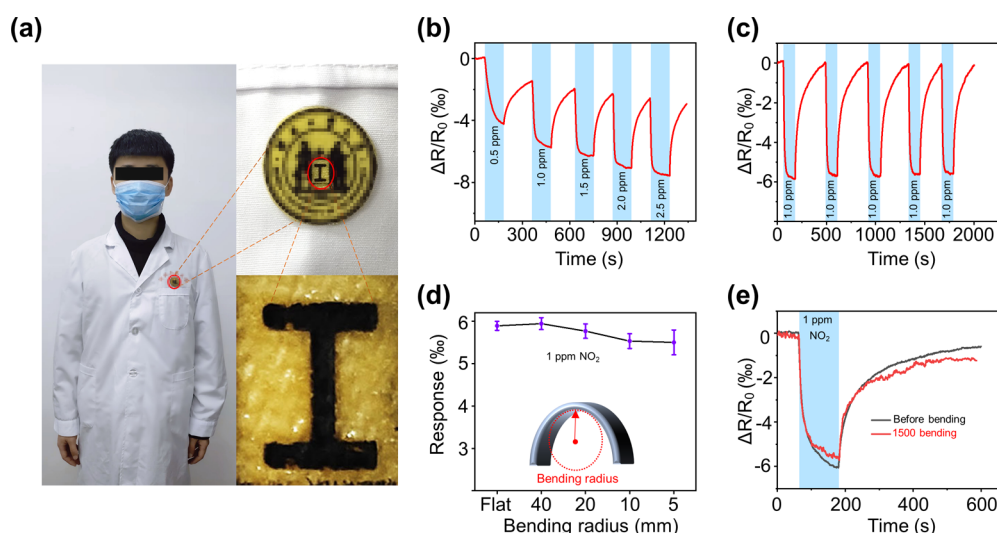 (a)
(b)
0
-4
-8
ΔR/R0 (‰)
0.5 ppm
1.0 ppm
1.5 ppm
2.0 ppm
2.5 ppm
0 300 600 900 1200
Time (s)
(c)
0
-2
-4
-6
ΔR/R0 (‰)
1.0 ppm
1.0 ppm
1.0 ppm
1.0 ppm
1.0 ppm
0 500 1000 1500 2000
Time (s)
(d)
6
5
4
3
Response (‰)
1 ppm NO2
Bending radius
Flat 40 20 10 5
Bending radius (mm)
(e)
0
-2
-4
-6
ΔR/R0 (‰)
1 ppm
NO2
Before bending
1500 bending
0 200 400 600
Time (s)
I
I